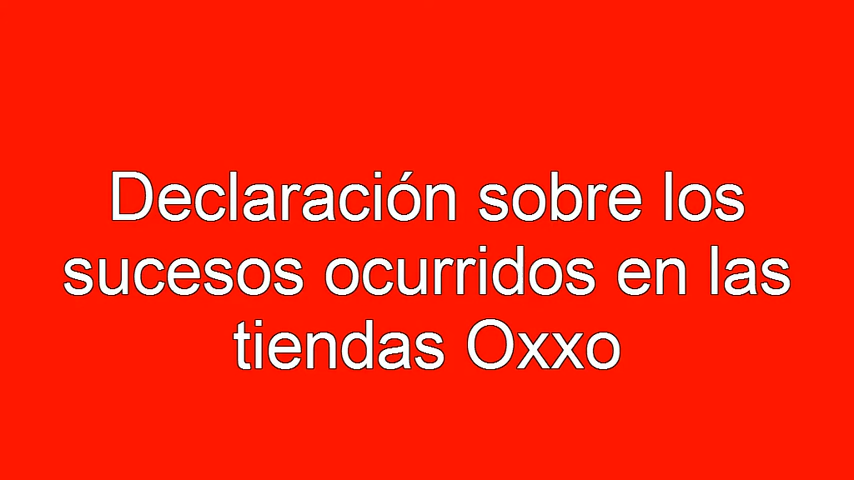 Declaración sobre los
sucesos ocurridos en las
tiendas Oxxo